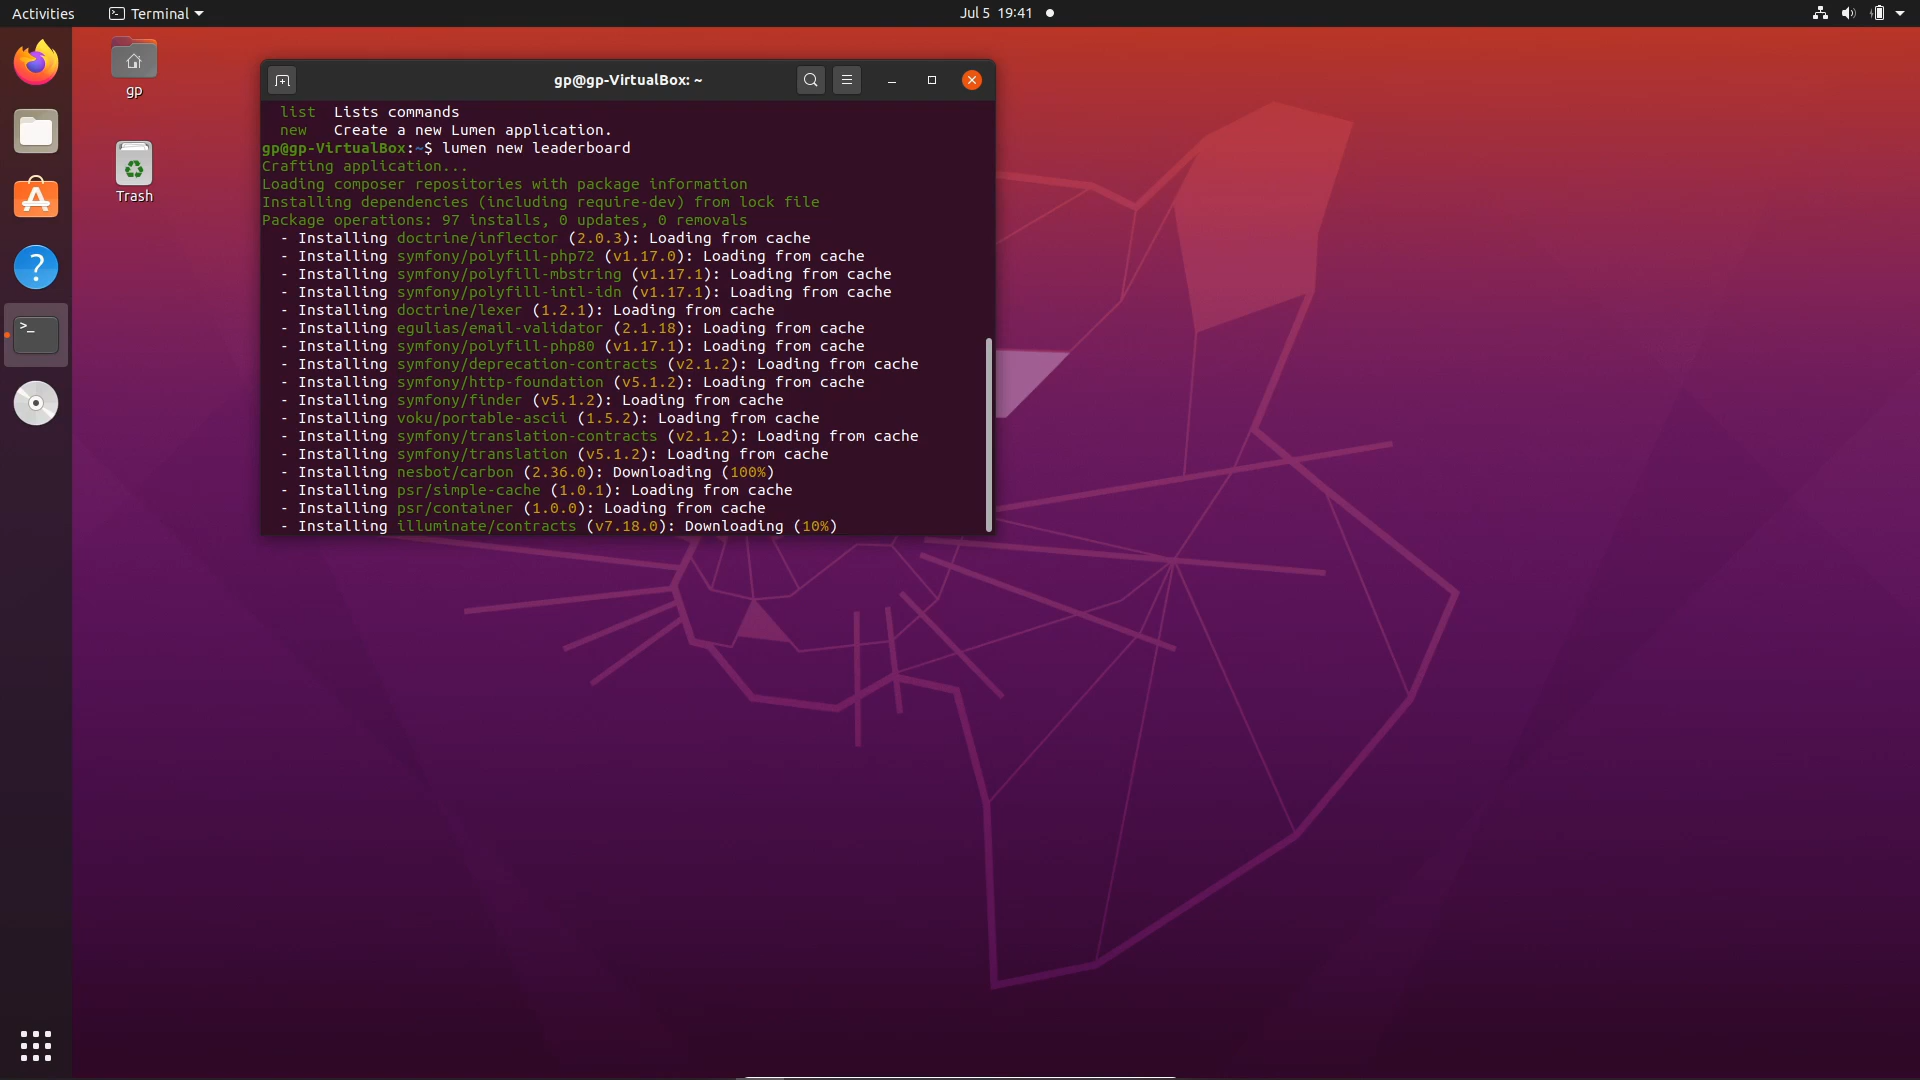 Activities
Terminal
Jul 5 19:41
gp
Trash
gp@gp-VirtualBox: ~
list Lists commands
new Create a new Lumen application.
gp@gp-VirtualBox:~$ lumen new leaderboard
Crafting application...
Loading composer repositories with package information
Installing dependencies (including require-dev) from lock file
Package operations: 97 installs, 0 updates, 0 removals
- Installing doctrine/inflector (2.0.3): Loading from cache
- Installing symfony/polyfill-php72 (v1.17.0): Loading from cache
- Installing symfony/polyfill-mbstring (v1.17.1): Loading from cache
- Installing symfony/polyfill-intl-idn (v1.17.1): Loading from cache
- Installing doctrine/lexer (1.2.1): Loading from cache
- Installing egulias/email-validator (2.1.18): Loading from cache
- Installing symfony/polyfill-php80 (v1.17.1): Loading from cache
- Installing symfony/deprecation-contracts (v2.1.2): Loading from cache
- Installing symfony/http-foundation (v5.1.2): Loading from cache
- Installing symfony/finder (v5.1.2): Loading from cache
- Installing voku/portable-ascii (1.5.2): Loading from cache
- Installing symfony/translation-contracts (v2.1.2): Loading from cache
- Installing symfony/translation (v5.1.2): Loading from cache
- Installing nesbot/carbon (2.36.0): Downloading (100%)
- Installing psr/simple-cache (1.0.1): Loading from cache
- Installing psr/container (1.0.0): Loading from cache
- Installing illuminate/contracts (v7.18.0): Downloading (10%)